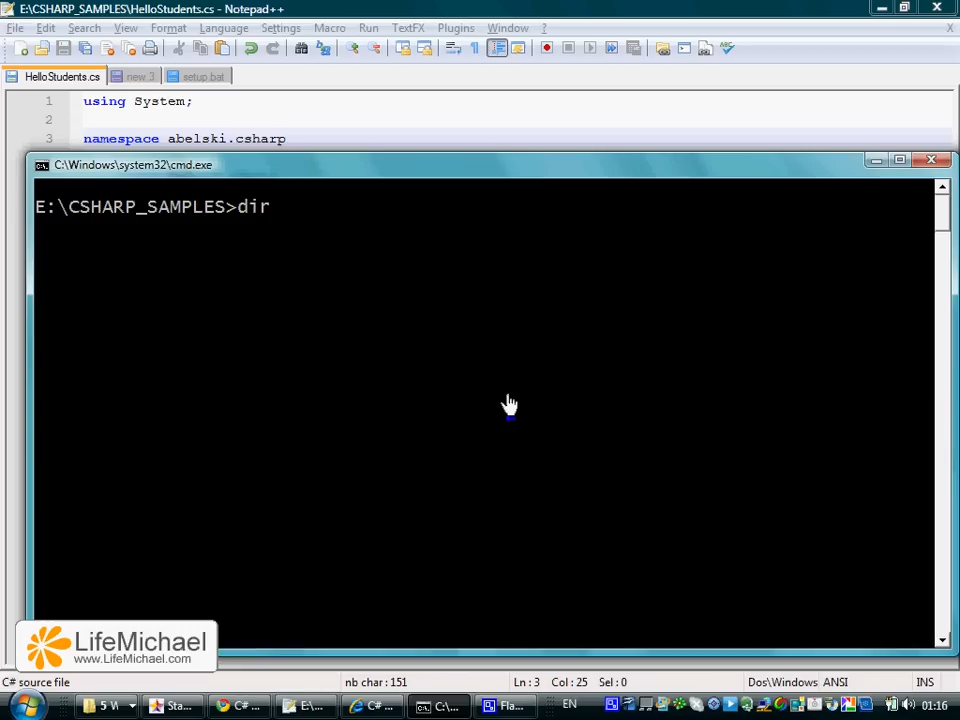 E:\CSHARP_SAMPLES\HelloStudents.cs - Notepad++
File Edit Search View Format Language Settings Macro Run TextFX Plugins Window ?
X
HelloStudents.cs new 3 setup.bat
1 using System;
2
3 namespace abelski.csharp
C:\Windows\system32\cmd.exe
E:\CSHARP_SAMPLES>dir
LifeMichael
www.LifeMichael.com
C# source file nb char: 151 Ln: 3 Col: 25 Sel: 0 Dos\Windows ANSI INS
5 W Sta... C# ... E:\... C# ... C:\... Fla... EN 01:16